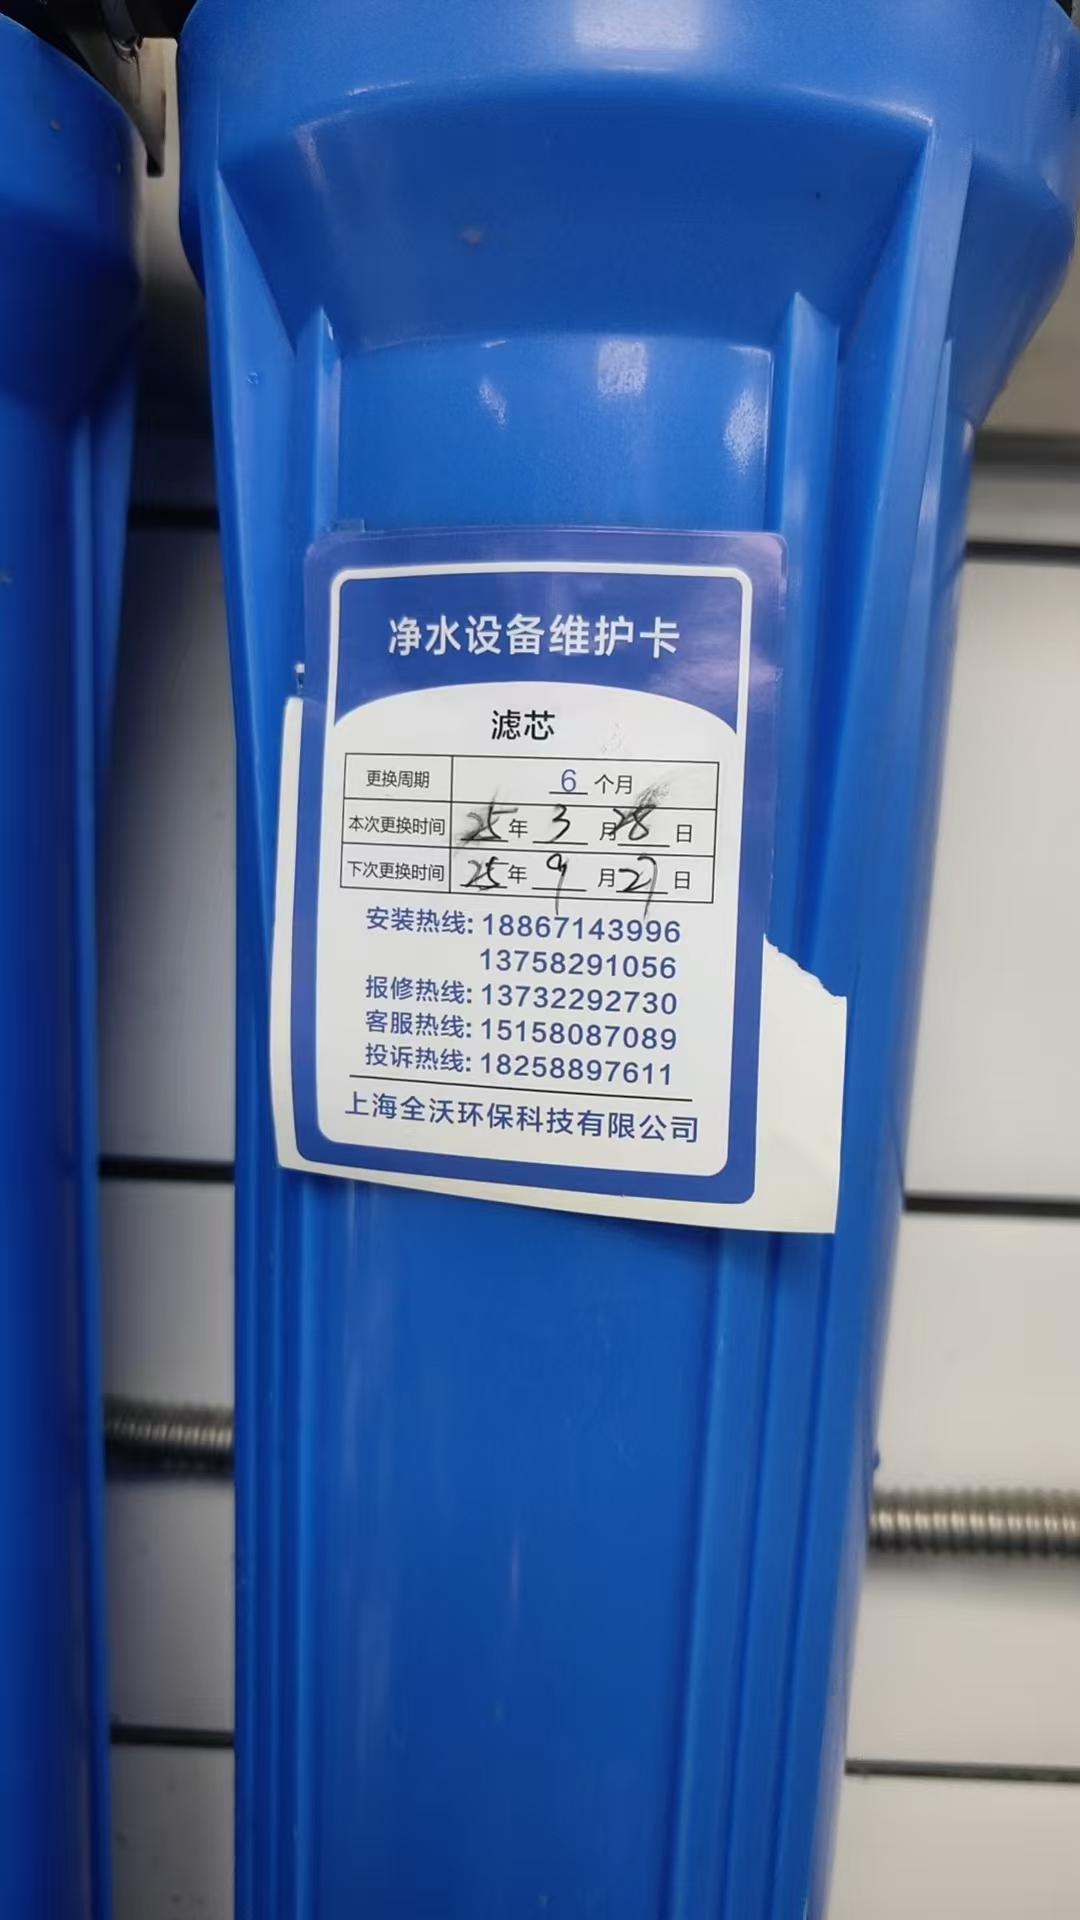 净水设备维护卡
滤芯
更换周期 6 个月
本次更换时间 25 年 3 月 28 日
下次更换时间 25 年 9 月 27 日
安装热线: 18867143996
13758291056
报修热线: 13732292730
客服热线: 15158087089
投诉热线: 18258897611
上海全沃环保科技有限公司